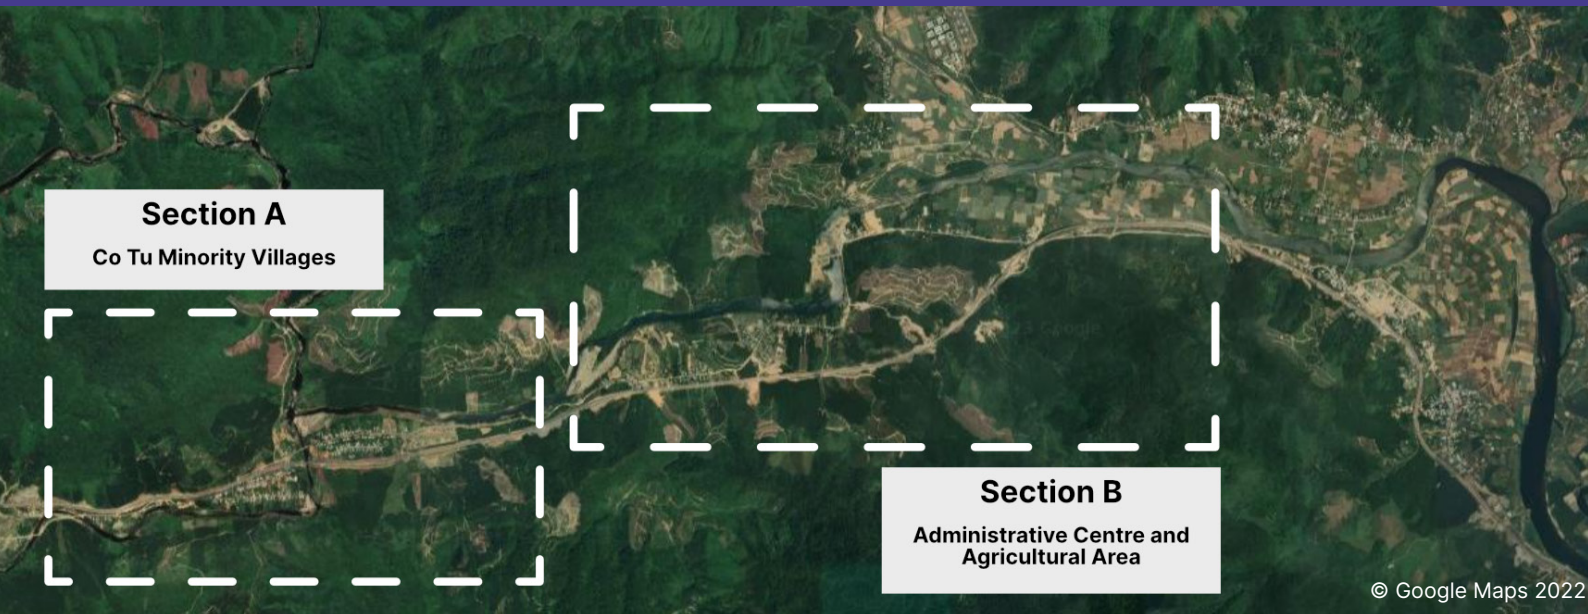 Section A
Co Tu Minority Villages
Section B
Administrative Centre and
Agricultural Area
© Google Maps 2022